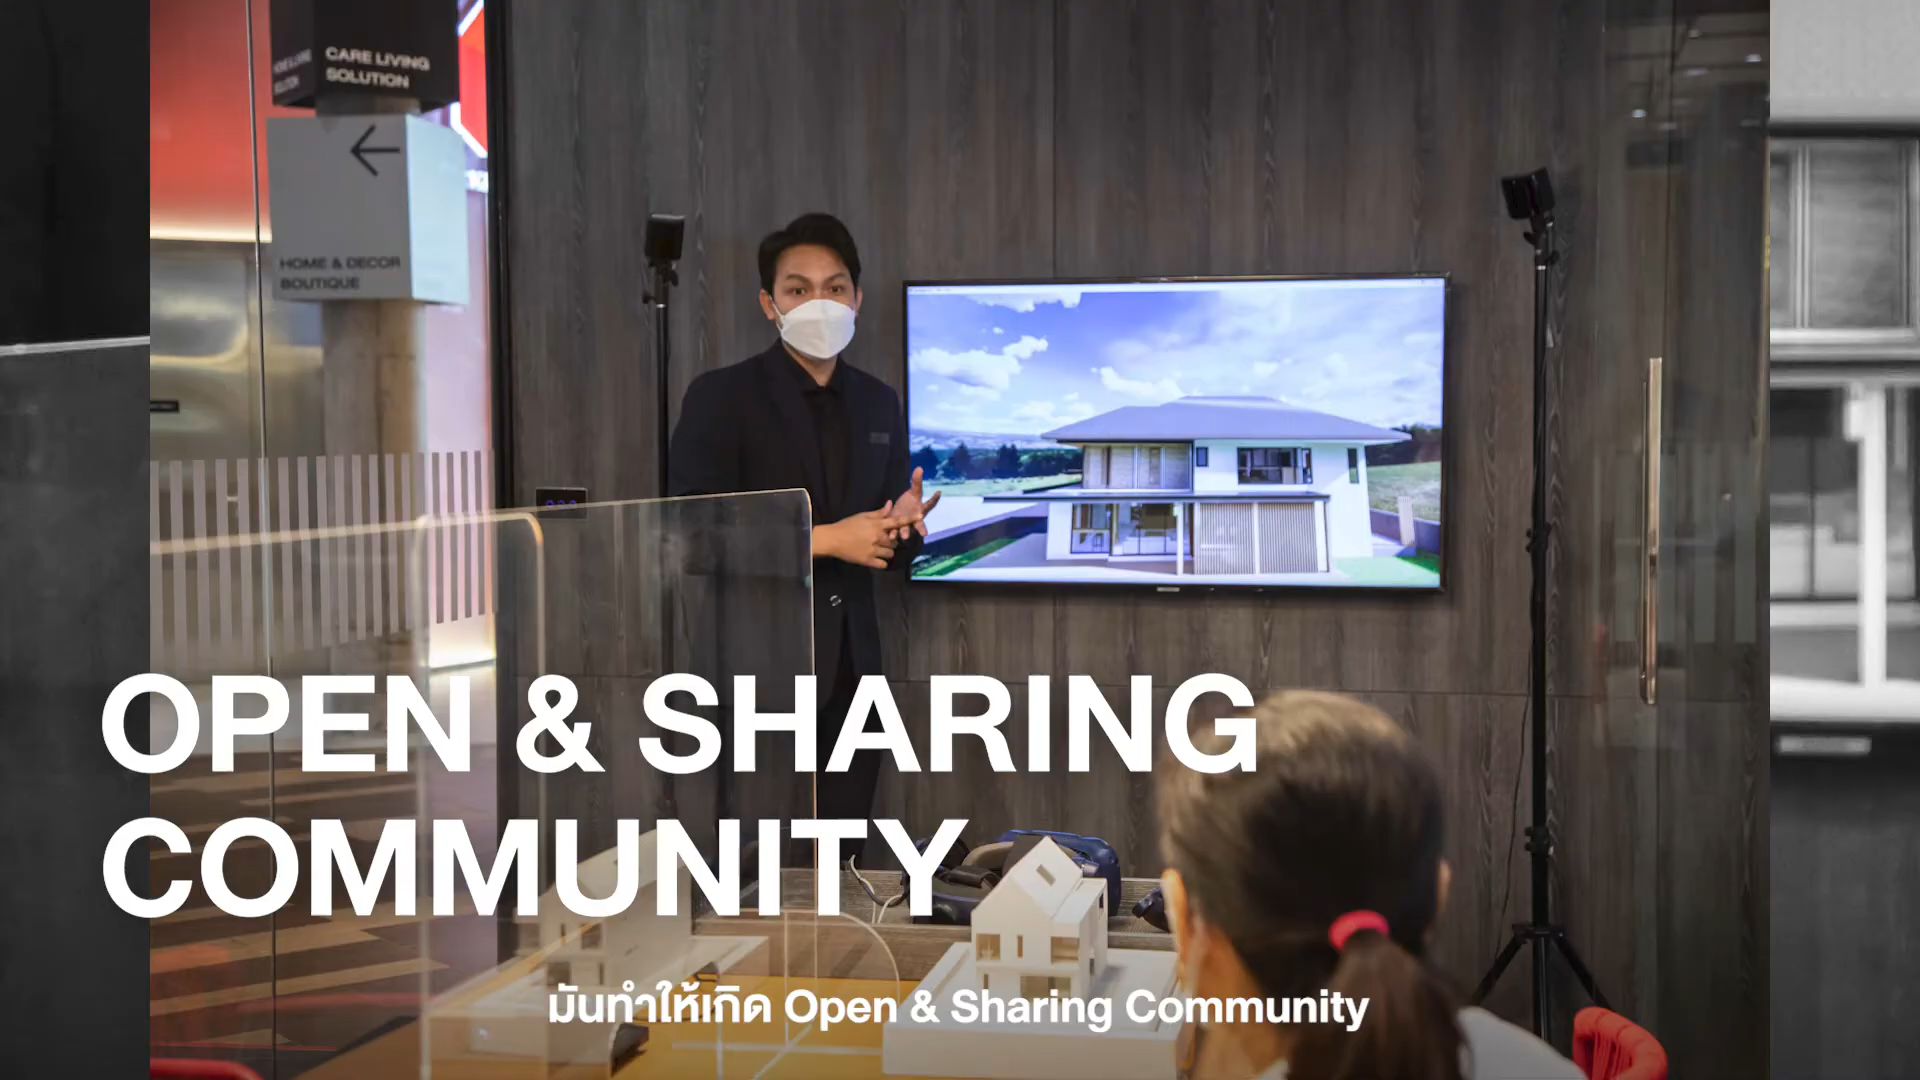 CARE LIVING
SOLUTION
HOME & DECOR
BOUTIQUE
OPEN & SHARING
COMMUNITY
มันทำให้เกิด Open & Sharing Community